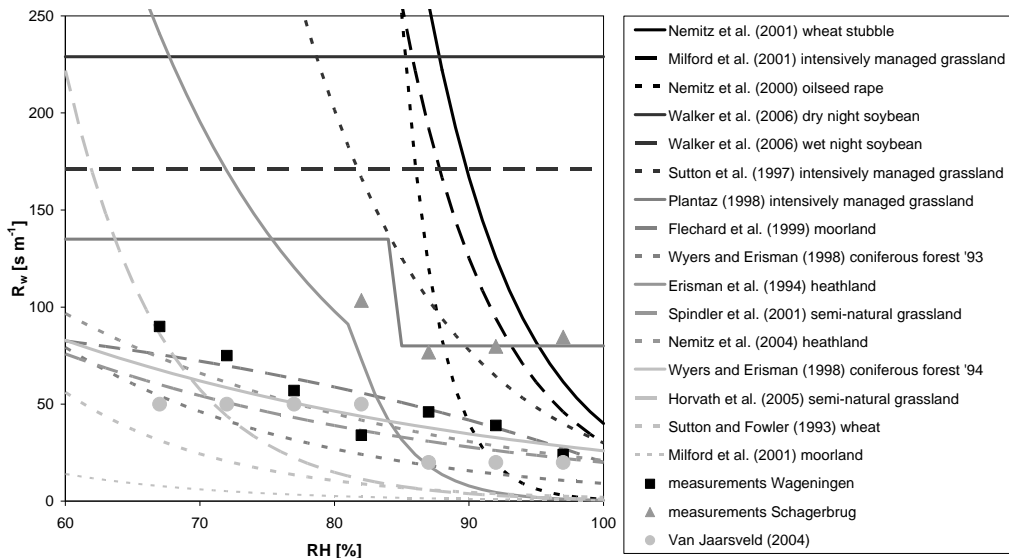 250
200
150
100
50
0
60
70
80
90
100
RH [%]
R_w [s m⁻¹]
Nemitz et al. (2001) wheat stubble
Milford et al. (2001) intensively managed grassland
Nemitz et al. (2000) oilseed rape
Walker et al. (2006) dry night soybean
Walker et al. (2006) wet night soybean
Sutton et al. (1997) intensively managed grassland
Plantaz (1998) intensively managed grassland
Flechard et al. (1999) moorland
Wyers and Erisman (1998) coniferous forest '93
Erisman et al. (1994) heathland
Spindler et al. (2001) semi-natural grassland
Nemitz et al. (2004) heathland
Wyers and Erisman (1998) coniferous forest '94
Horvath et al. (2005) semi-natural grassland
Sutton and Fowler (1993) wheat
Milford et al. (2001) moorland
measurements Wageningen
measurements Schagerbrug
Van Jaarsveld (2004)